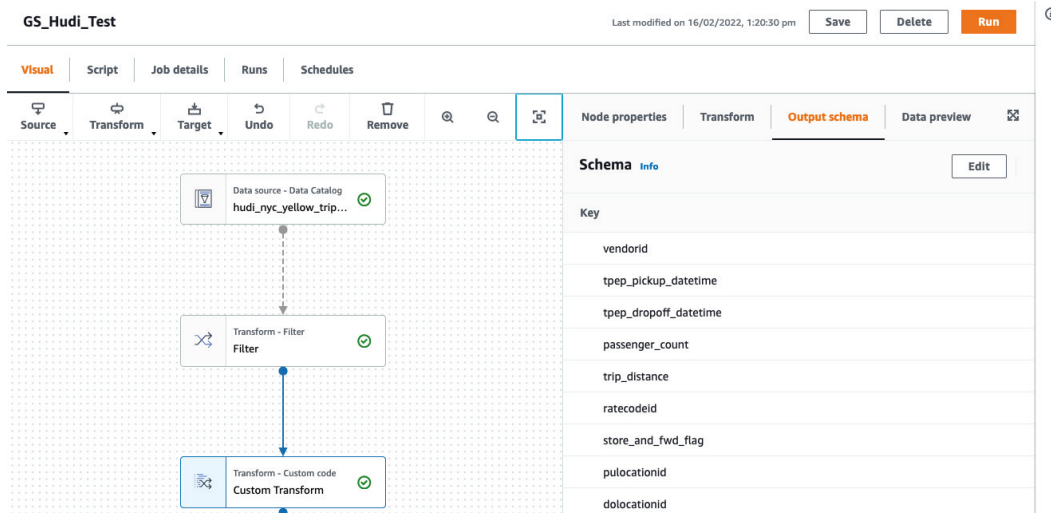 GS_Hudi_Test
Last modified on 16/02/2022, 1:20:30 pm
Save
Delete
Run
Visual
Script
Job details
Runs
Schedules
Source
Transform
Target
Undo
Redo
Remove
Node properties
Transform
Output schema
Data preview
Schema Info
Edit
Key
vendorid
tpep_pickup_datetime
tpep_dropoff_datetime
passenger_count
trip_distance
ratecodeid
store_and_fwd_flag
pulocationid
dolocationid
Data source - Data Catalog
hudi_nyc_yellow_trip...
Transform - Filter
Filter
Transform - Custom code
Custom Transform